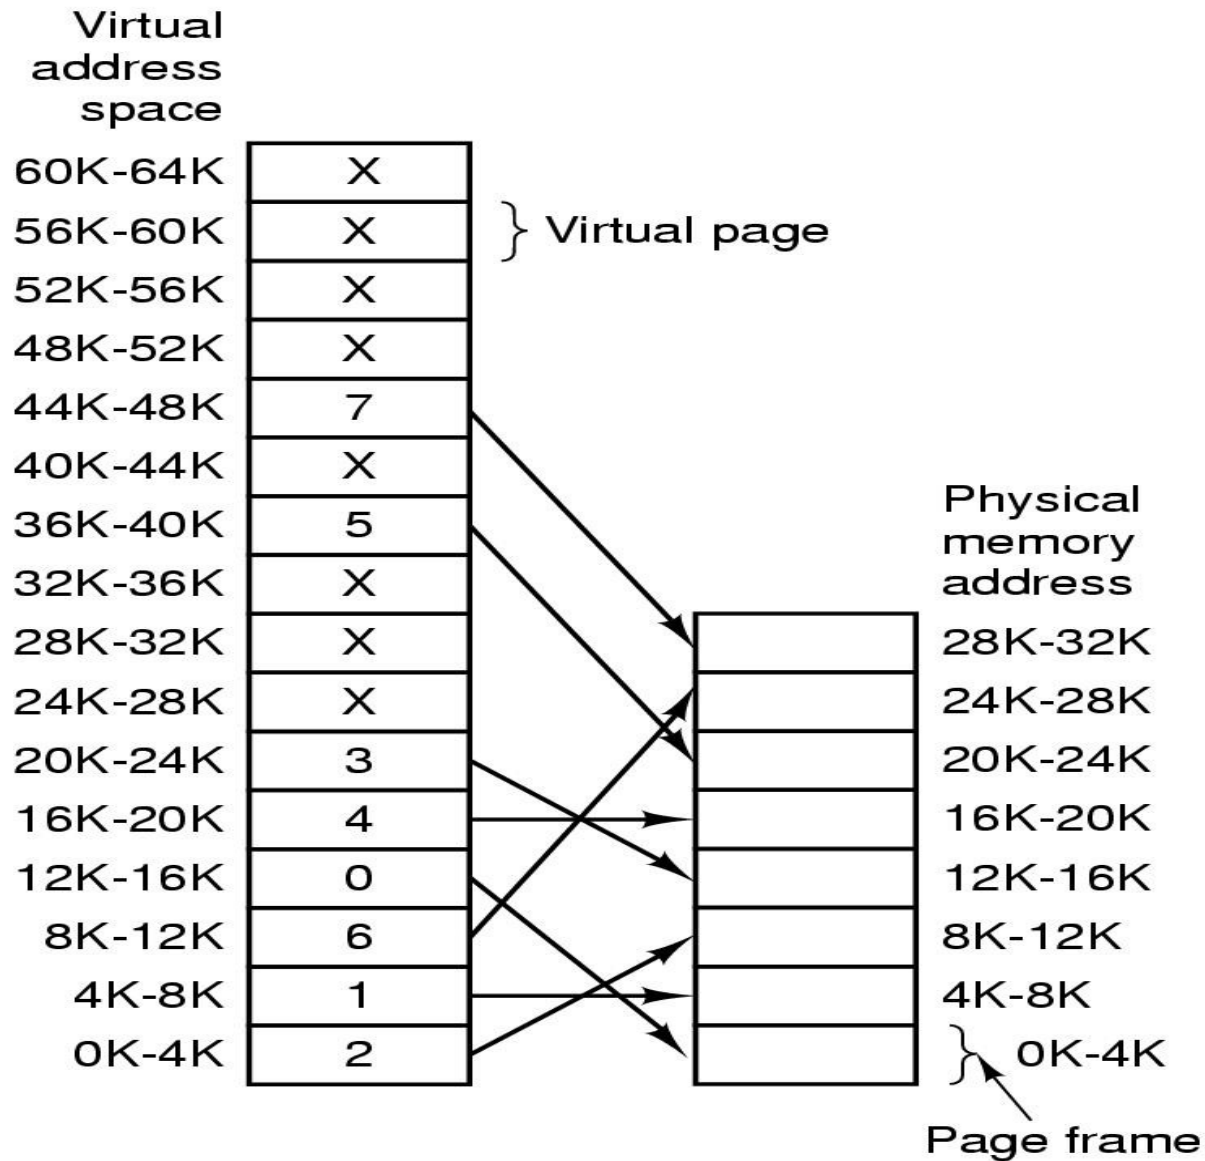 Virtual
address
space
60K-64K X
56K-60K X Virtual page
52K-56K X
48K-52K X
44K-48K 7
40K-44K X
36K-40K 5
32K-36K X
28K-32K X
24K-28K X
20K-24K 3
16K-20K 4
12K-16K 0
8K-12K 6
4K-8K 1
0K-4K 2
Physical
memory
address
28K-32K
24K-28K
20K-24K
16K-20K
12K-16K
8K-12K
4K-8K
0K-4K
Page frame